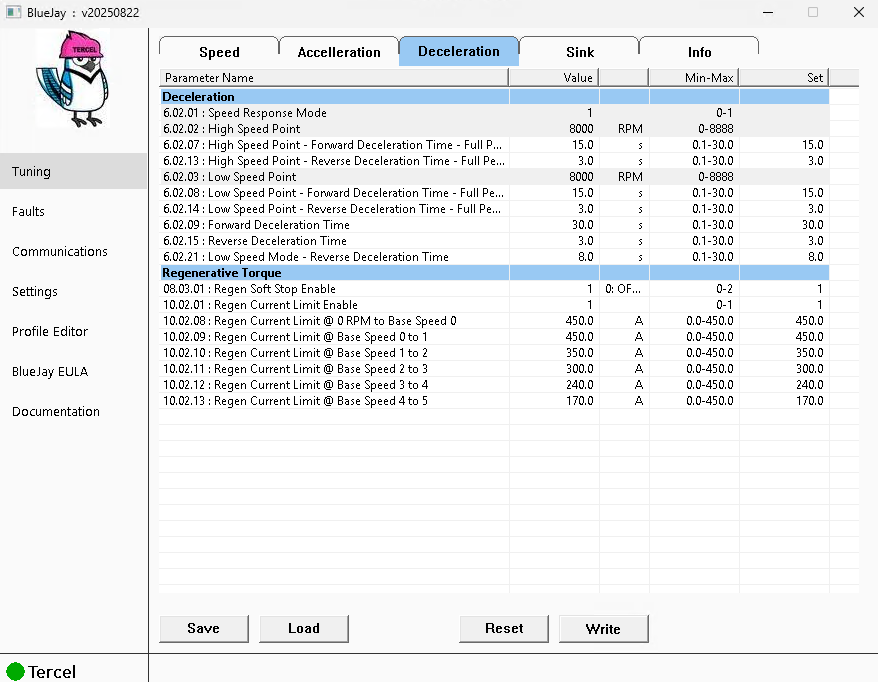 BlueJay : v20250822
TERCEL
Tuning
Faults
Communications
Settings
Profile Editor
BlueJay EULA
Documentation
Speed Accelleration Deceleration Sink Info
Parameter Name Value Min-Max Set
Deceleration
6.02.01 : Speed Response Mode 1 0-1
6.02.02 : High Speed Point 8000 RPM 0-8888
6.02.07 : High Speed Point - Forward Deceleration Time - Full P... 15.0 s 0.1-30.0 15.0
6.02.13 : High Speed Point - Reverse Deceleration Time - Full Pe... 3.0 s 0.1-30.0 3.0
6.02.03 : Low Speed Point 8000 RPM 0-8888
6.02.08 : Low Speed Point - Forward Deceleration Time - Full Pe... 15.0 s 0.1-30.0 15.0
6.02.14 : Low Speed Point - Reverse Deceleration Time - Full Pe... 3.0 s 0.1-30.0 3.0
6.02.09 : Forward Deceleration Time 30.0 s 0.1-30.0 30.0
6.02.15 : Reverse Deceleration Time 3.0 s 0.1-30.0 3.0
6.02.21 : Low Speed Mode - Reverse Deceleration Time 8.0 s 0.1-30.0 8.0
Regenerative Torque
08.03.01 : Regen Soft Stop Enable 1 0: OF... 0-2 1
10.02.01 : Regen Current Limit Enable 1 0-1 1
10.02.08 : Regen Current Limit @ 0 RPM to Base Speed 0 450.0 A 0.0-450.0 450.0
10.02.09 : Regen Current Limit @ Base Speed 0 to 1 450.0 A 0.0-450.0 450.0
10.02.10 : Regen Current Limit @ Base Speed 1 to 2 350.0 A 0.0-450.0 350.0
10.02.11 : Regen Current Limit @ Base Speed 2 to 3 300.0 A 0.0-450.0 300.0
10.02.12 : Regen Current Limit @ Base Speed 3 to 4 240.0 A 0.0-450.0 240.0
10.02.13 : Regen Current Limit @ Base Speed 4 to 5 170.0 A 0.0-450.0 170.0
Save Load Reset Write
Tercel